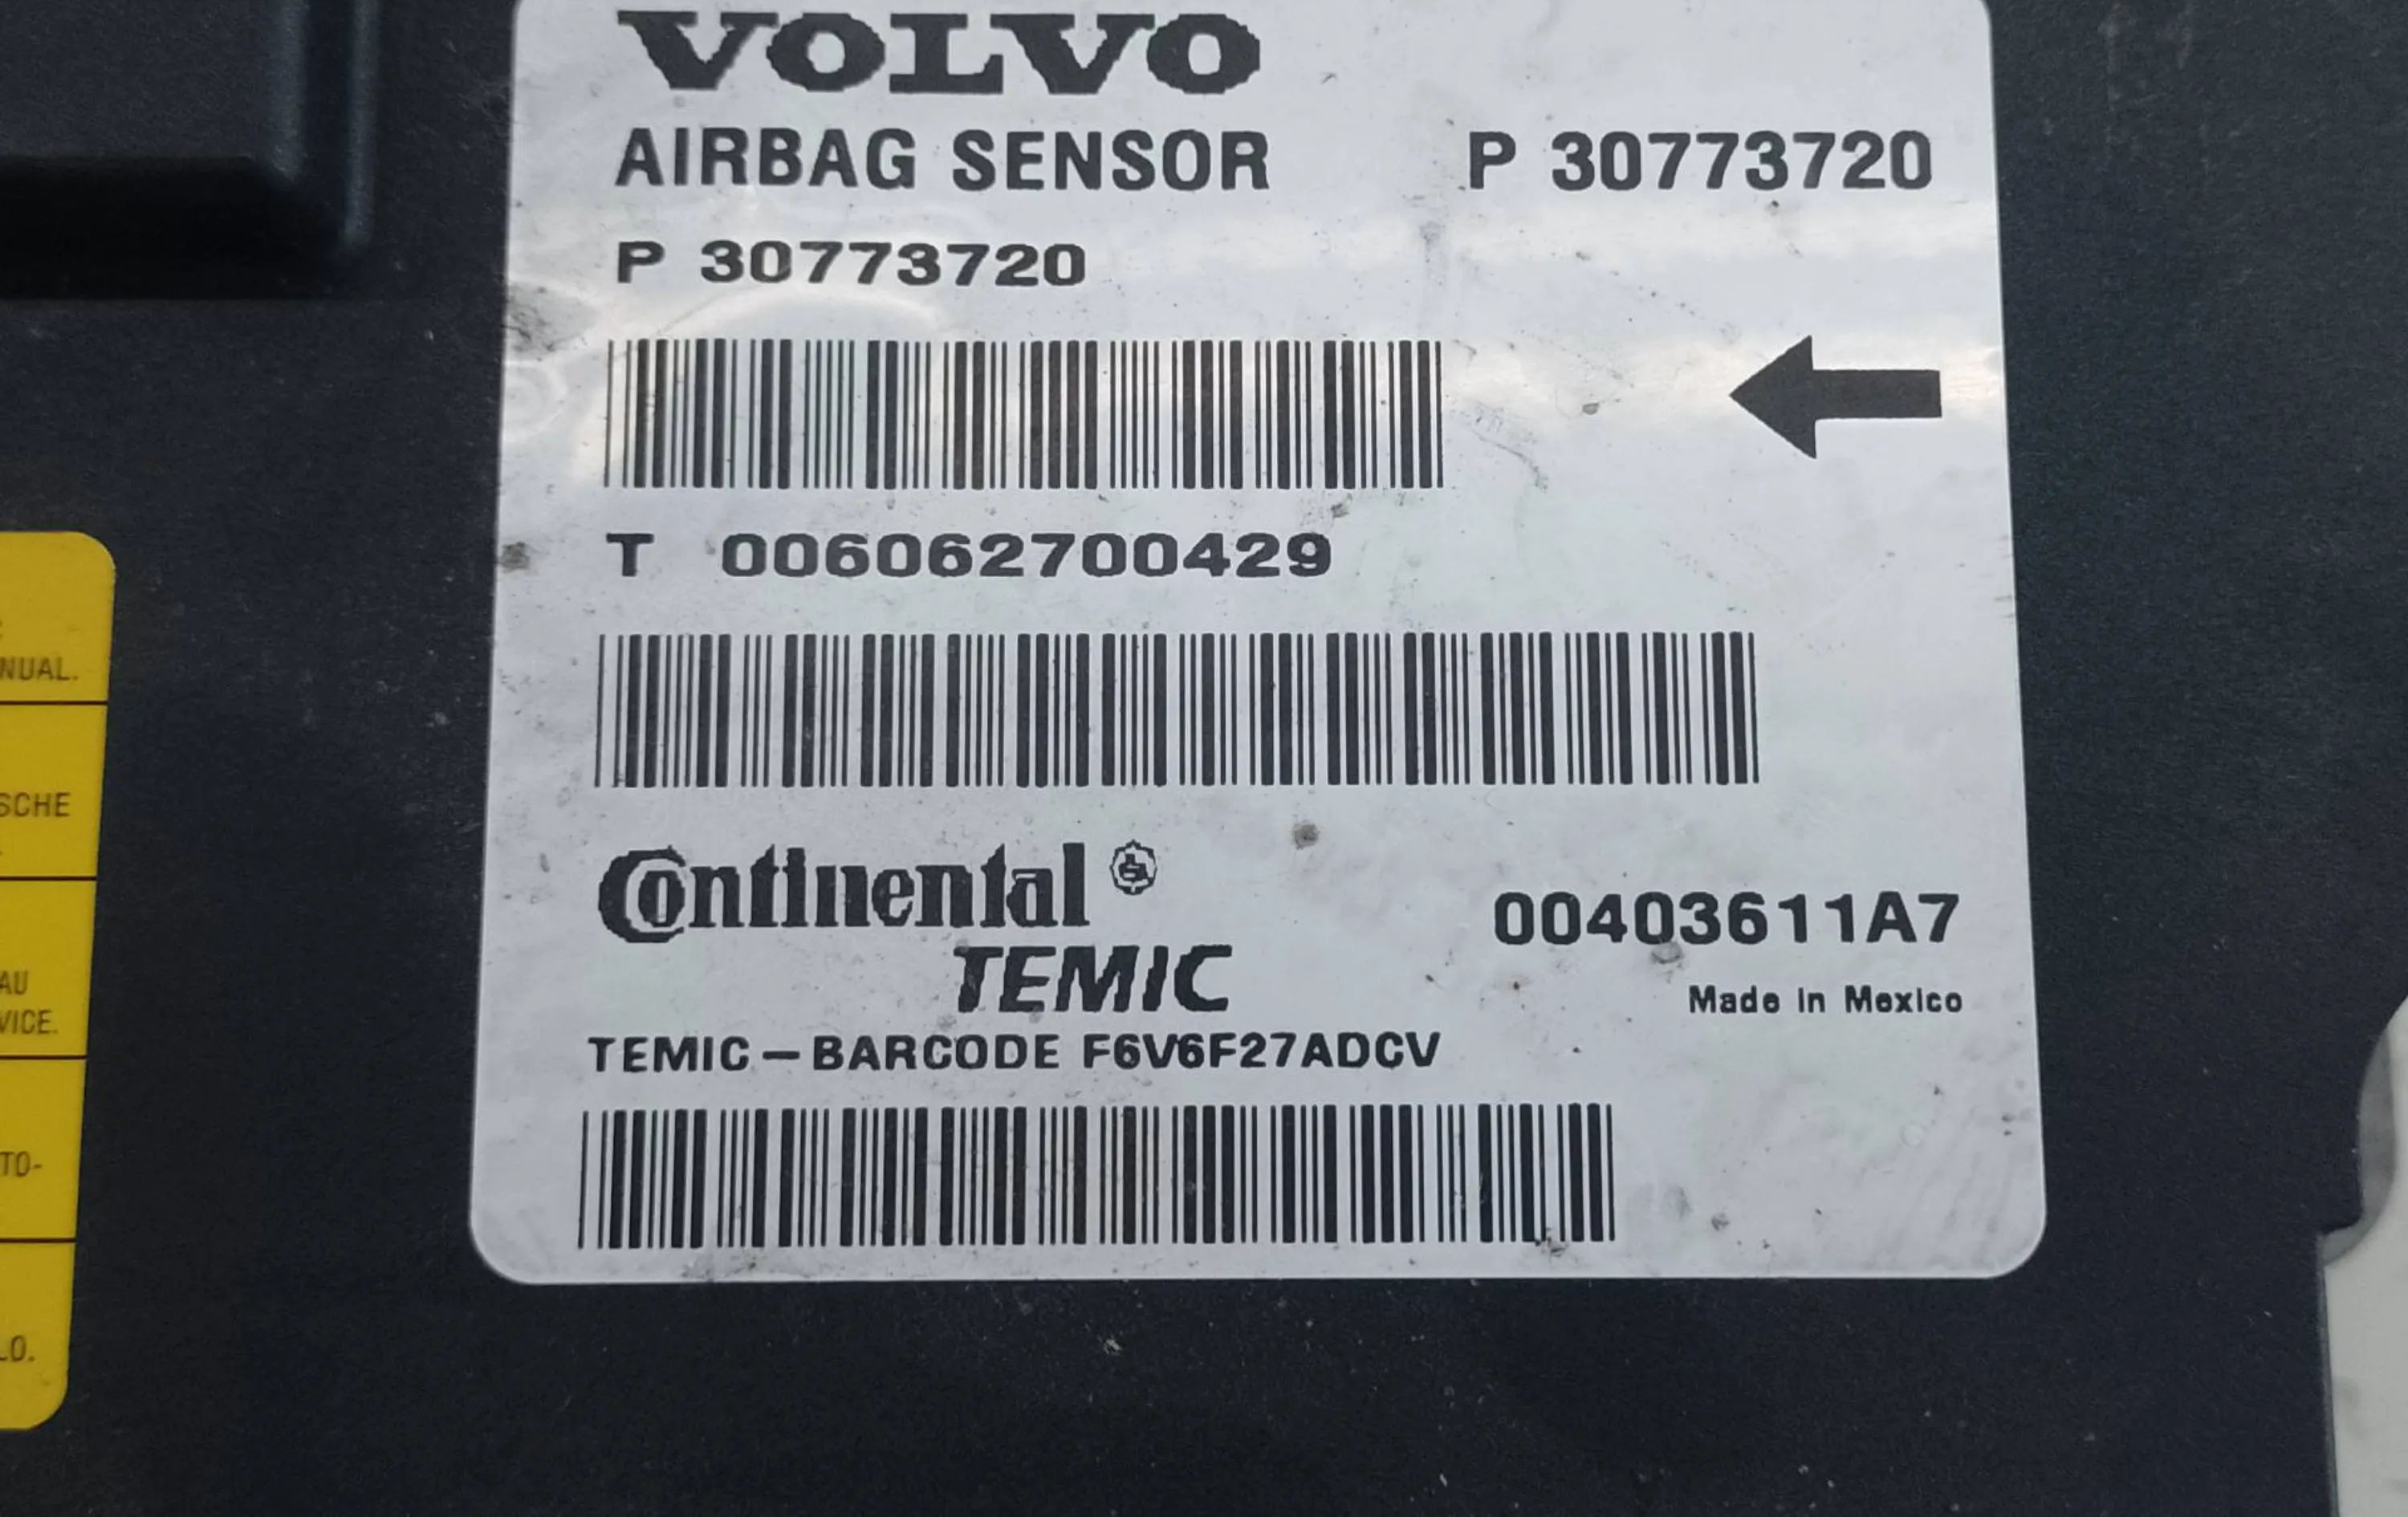 VOLVO
AIRBAG SENSOR P 30773720
P 30773720
T 006062700429
Continental
TEMIC
00403611A7
Made in Mexico
TEMIC-BARCODE F6V6F27ADCV
NUAL.
SCHE
AU
VICE.
TO-
LO.